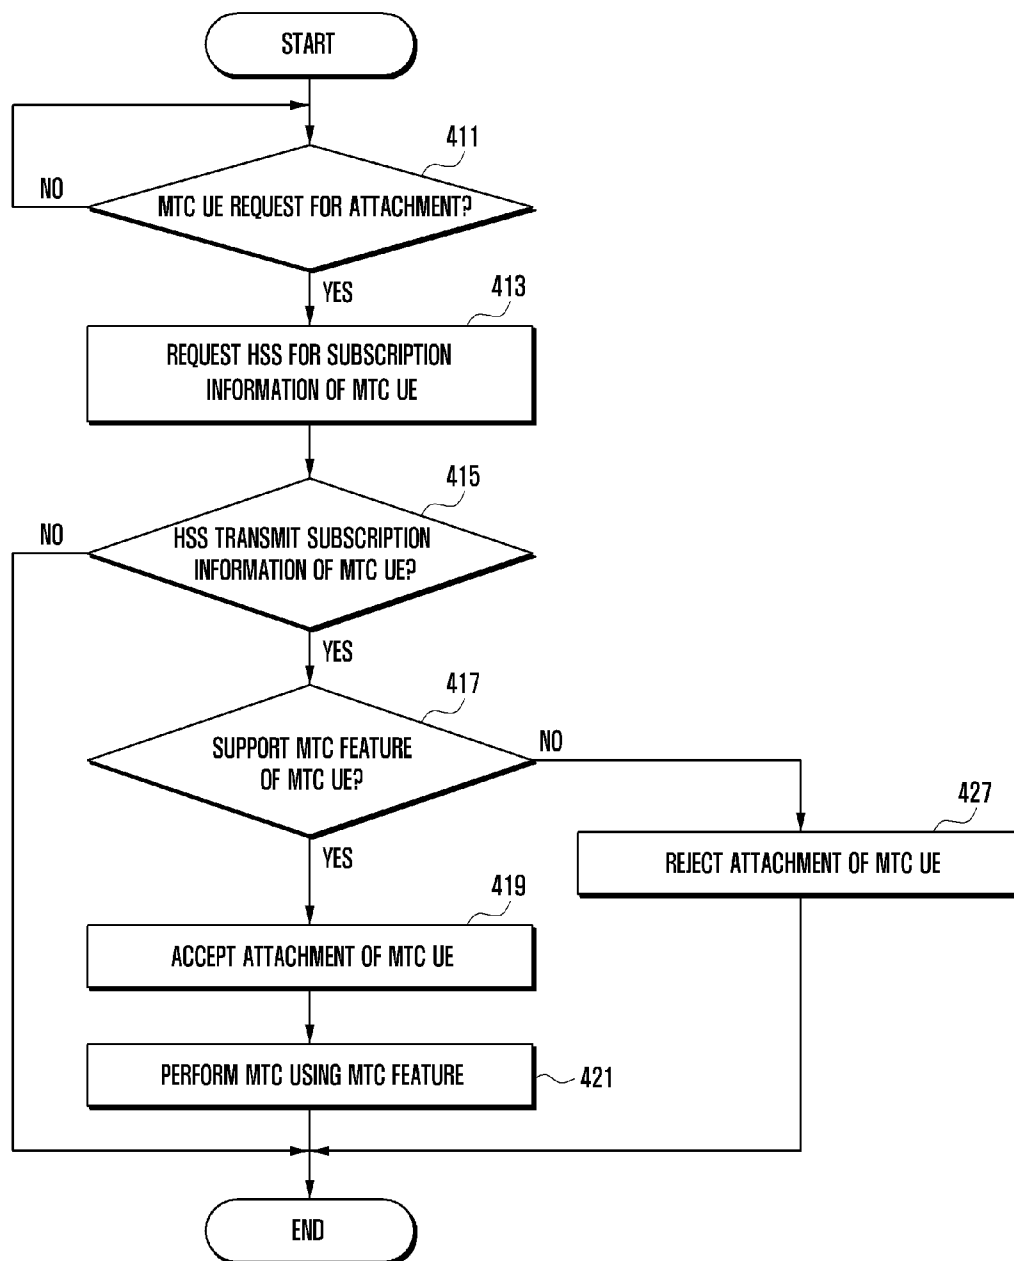 START
411
NO
MTC UE REQUEST FOR ATTACHMENT?
YES
413
REQUEST HSS FOR SUBSCRIPTION
INFORMATION OF MTC UE
415
NO
HSS TRANSMIT SUBSCRIPTION
INFORMATION OF MTC UE?
YES
417
SUPPORT MTC FEATURE
OF MTC UE?
NO
YES
427
REJECT ATTACHMENT OF MTC UE
419
ACCEPT ATTACHMENT OF MTC UE
PERFORM MTC USING MTC FEATURE
421
END